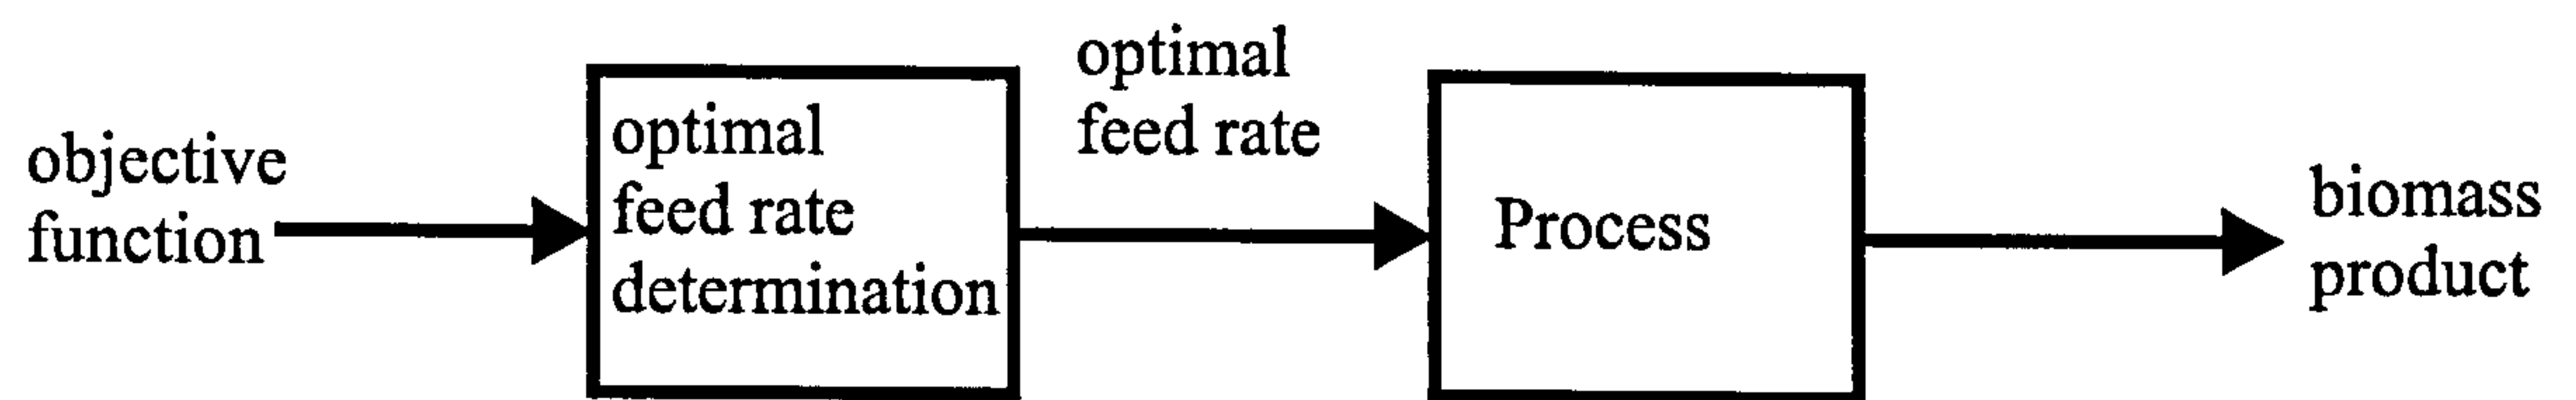 objective
function
optimal
feed rate
determination
optimal
feed rate
Process
biomass
product